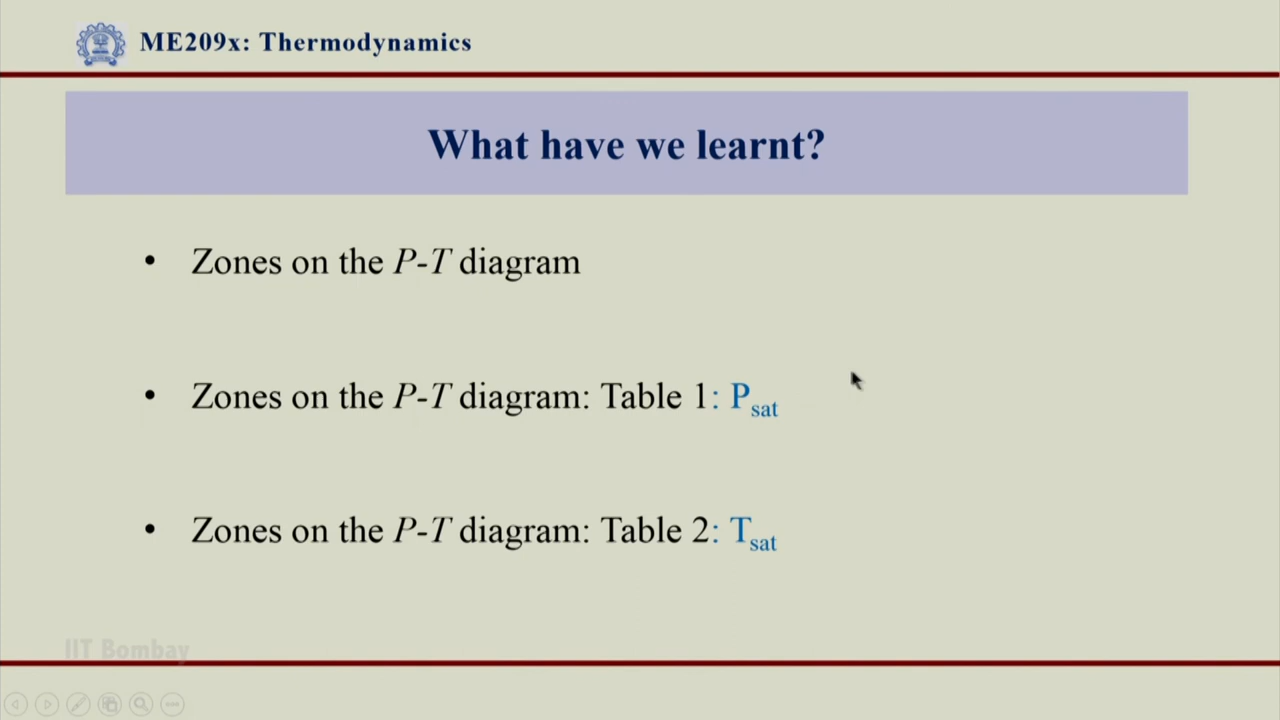 ME209x: Thermodynamics
What have we learnt?
• Zones on the P-T diagram
• Zones on the P-T diagram: Table 1: Psat
• Zones on the P-T diagram: Table 2: Tsat
IIT Bombay